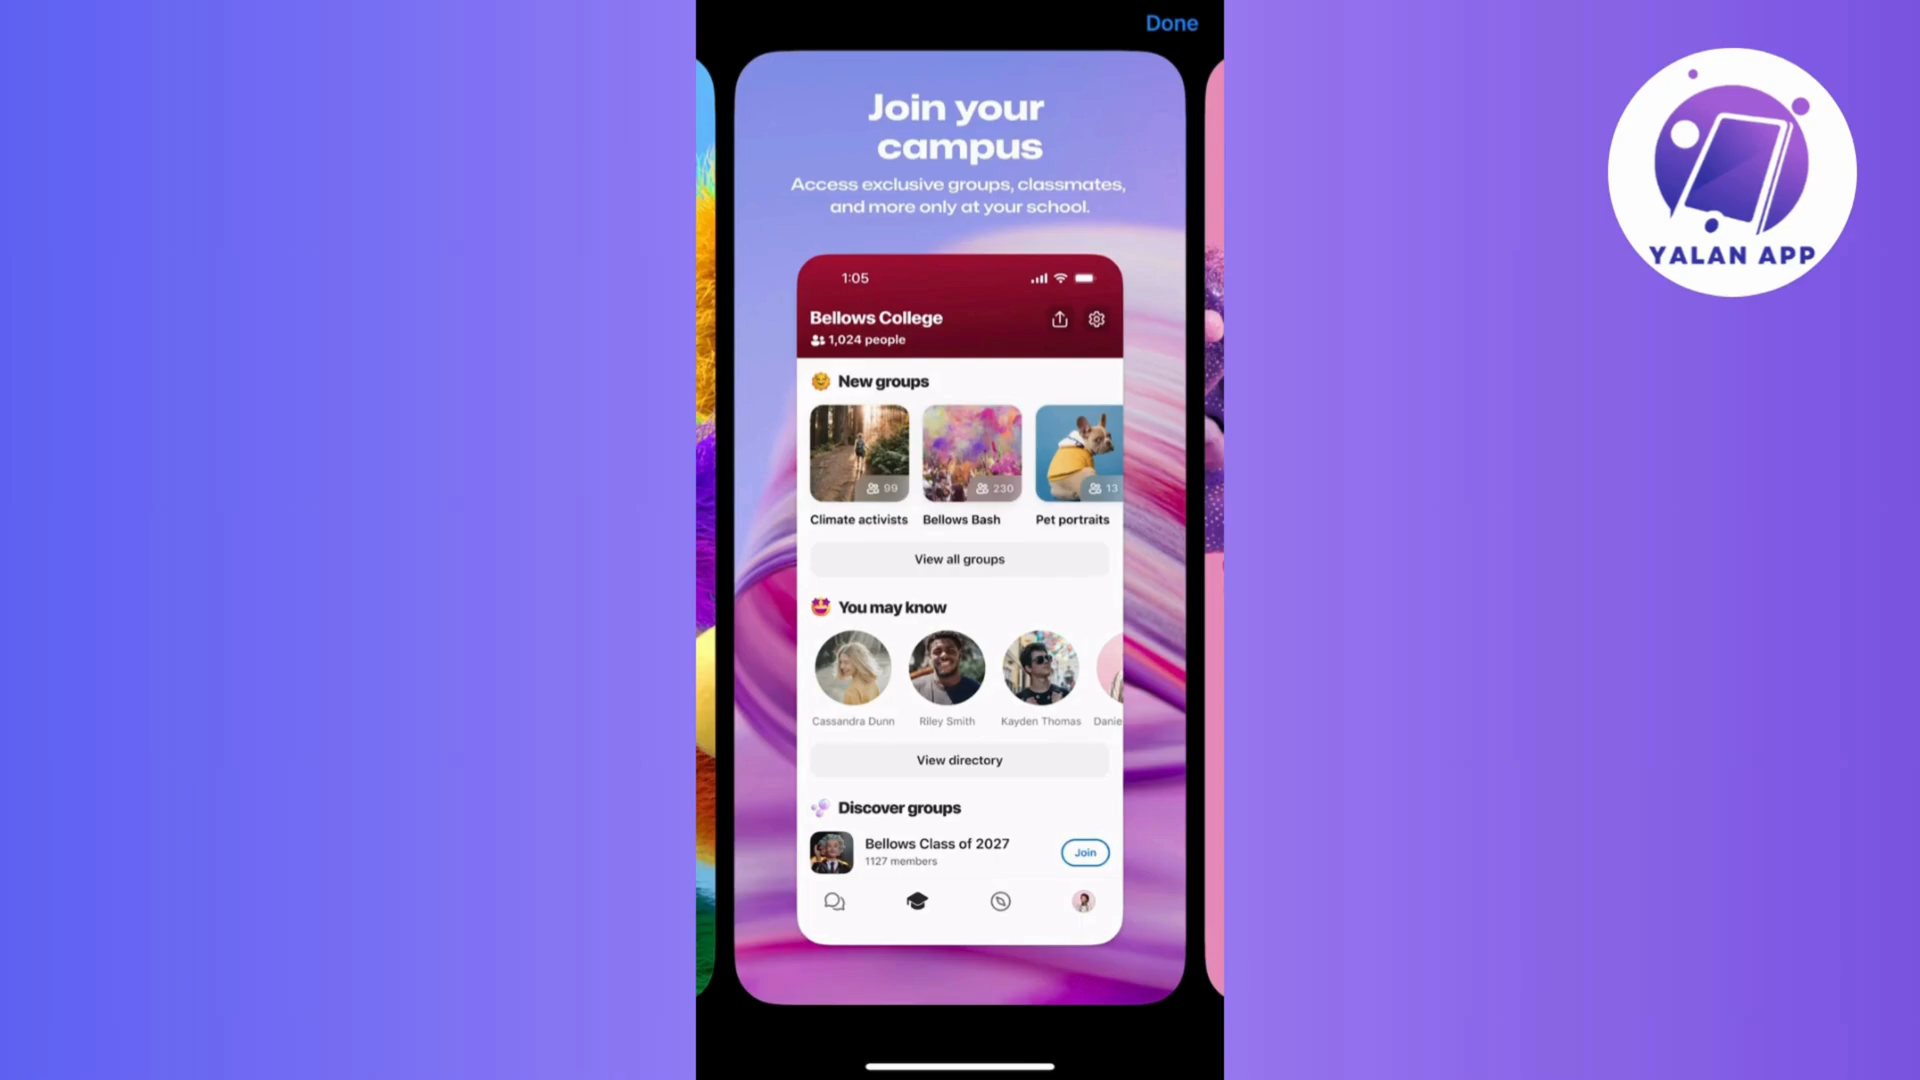 Done
Join your
campus
Access exclusive groups, classmates,
and more only at your school.
1:05
Bellows College
1,024 people
New groups
99
230
13
Climate activists
Bellows Bash
Pet portraits
View all groups
You may know
Cassandra Dunn
Riley Smith
Kayden Thomas
Danie
View directory
Discover groups
Bellows Class of 2027
1127 members
Join
YALAN APP